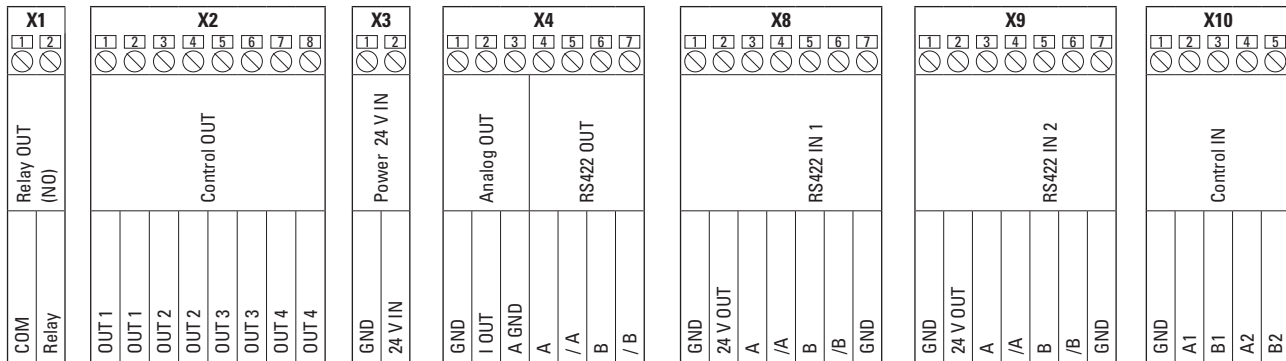 X1
1 2
Relay OUT
(NO)
COM
Relay
X2
1 2 3 4 5 6 7 8
Control OUT
OUT 1
OUT 1
OUT 2
OUT 2
OUT 3
OUT 3
OUT 4
OUT 4
X3
1 2
Power 24 V IN
GND
24 V IN
X4
1 2 3 4 5 6 7
Analog OUT
RS422 OUT
GND
I OUT
A GND
A
/ A
B
/ B
X8
1 2 3 4 5 6 7
RS422 IN 1
GND
24 V OUT
A
/A
B
/B
GND
X9
1 2 3 4 5 6 7
RS422 IN 2
GND
24 V OUT
A
/A
B
/B
GND
X10
1 2 3 4 5
Control IN
GND
A1
B1
A2
B2